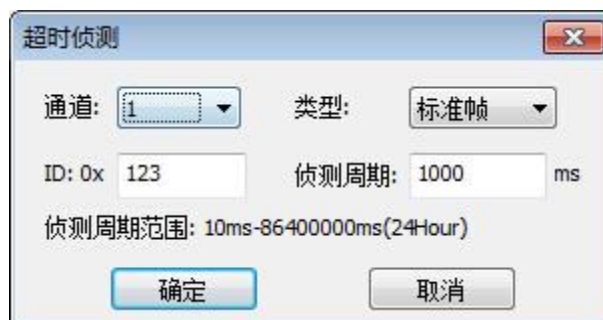 超时侦测
通道: 1 类型: 标准帧
ID: 0x 123 侦测周期: 1000 ms
侦测周期范围: 10ms-86400000ms(24Hour)
确定 取消